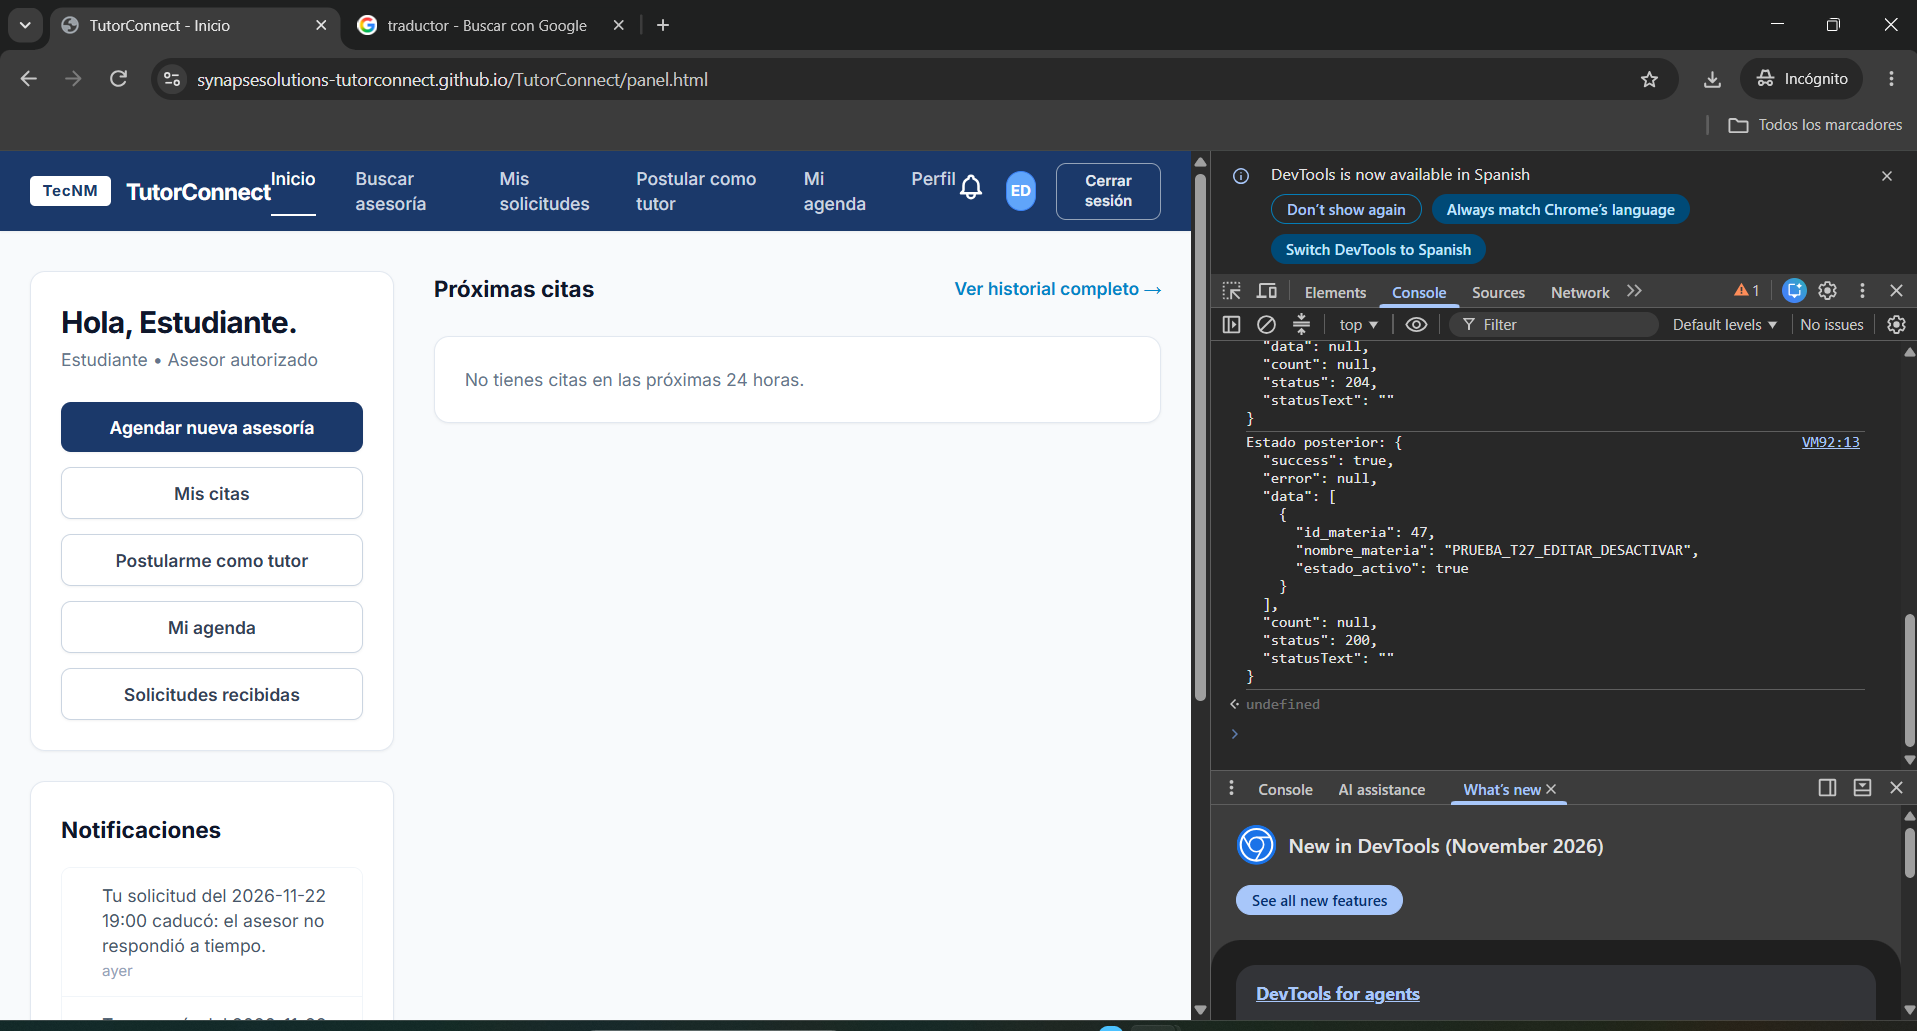 TutorConnect - Inicio
traductor - Buscar con Google
synapsesolutions-tutorconnect.github.io/TutorConnect/panel.html
Incógnito
Todos los marcadores
TecNM
TutorConnect
Inicio
Buscar
asesoría
Mis
solicitudes
Postular como
tutor
Mi
agenda
Perfil
ED
Cerrar
sesión
Hola, Estudiante.
Estudiante • Asesor autorizado
Agendar nueva asesoría
Mis citas
Postularme como tutor
Mi agenda
Solicitudes recibidas
Notificaciones
Tu solicitud del 2026-11-22
19:00 caducó: el asesor no
respondió a tiempo.
ayer
Próximas citas
Ver historial completo →
No tienes citas en las próximas 24 horas.
DevTools is now available in Spanish
Don't show again
Always match Chrome's language
Switch DevTools to Spanish
Elements
Console
Sources
Network
1
top
Filter
Default levels
No issues
"data": null,
"count": null,
"status": 204,
"statusText": ""
}
Estado posterior: {
VM92:13
"success": true,
"error": null,
"data": [
{
"id_materia": 47,
"nombre_materia": "PRUEBA_T27_EDITAR_DESACTIVAR",
"estado_activo": true
}
],
"count": null,
"status": 200,
"statusText": ""
}
undefined
Console
AI assistance
What's new
New in DevTools (November 2026)
See all new features
DevTools for agents